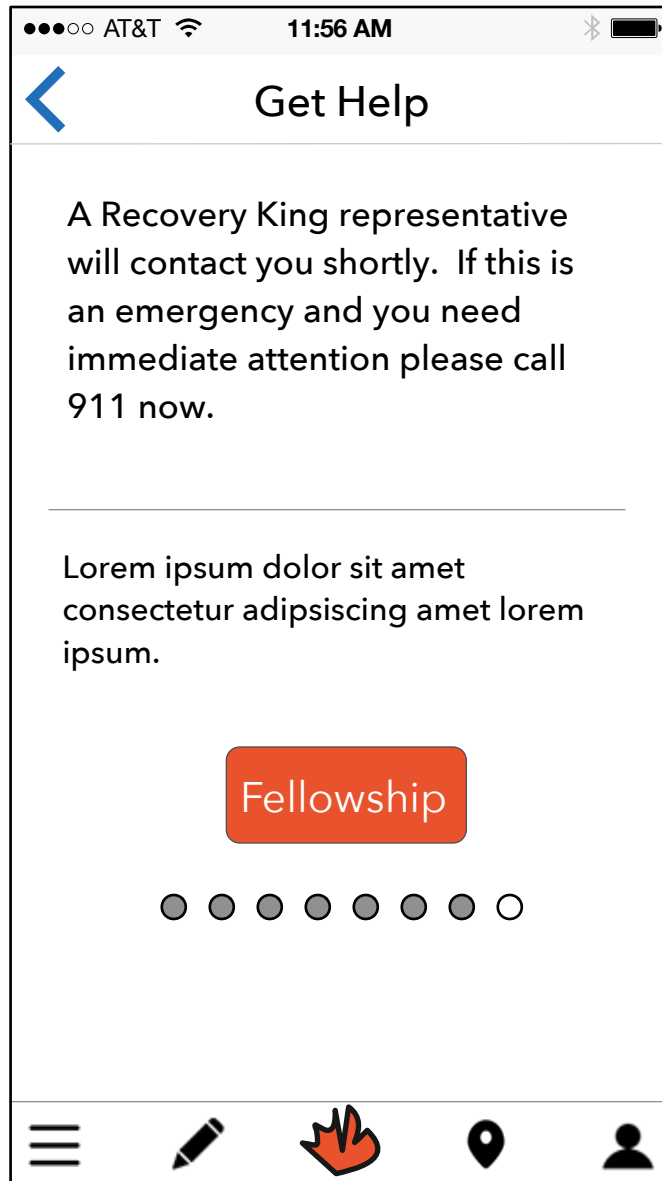 AT&T 11:56 AM
Get Help
A Recovery King representative
will contact you shortly.  If this is
an emergency and you need
immediate attention please call
911 now.
Lorem ipsum dolor sit amet
consectetur adipsiscing amet lorem
ipsum.
Fellowship